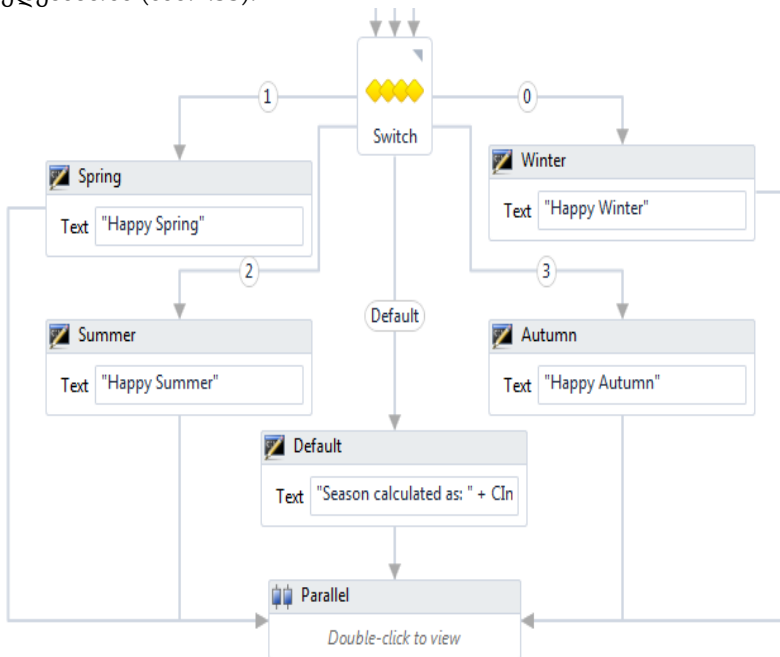 Switch
1
0
Spring
Text "Happy Spring"
Winter
Text "Happy Winter"
2
3
Summer
Text "Happy Summer"
Default
Autumn
Text "Happy Autumn"
Default
Text "Season calculated as: " + CIn
Parallel
Double-click to view